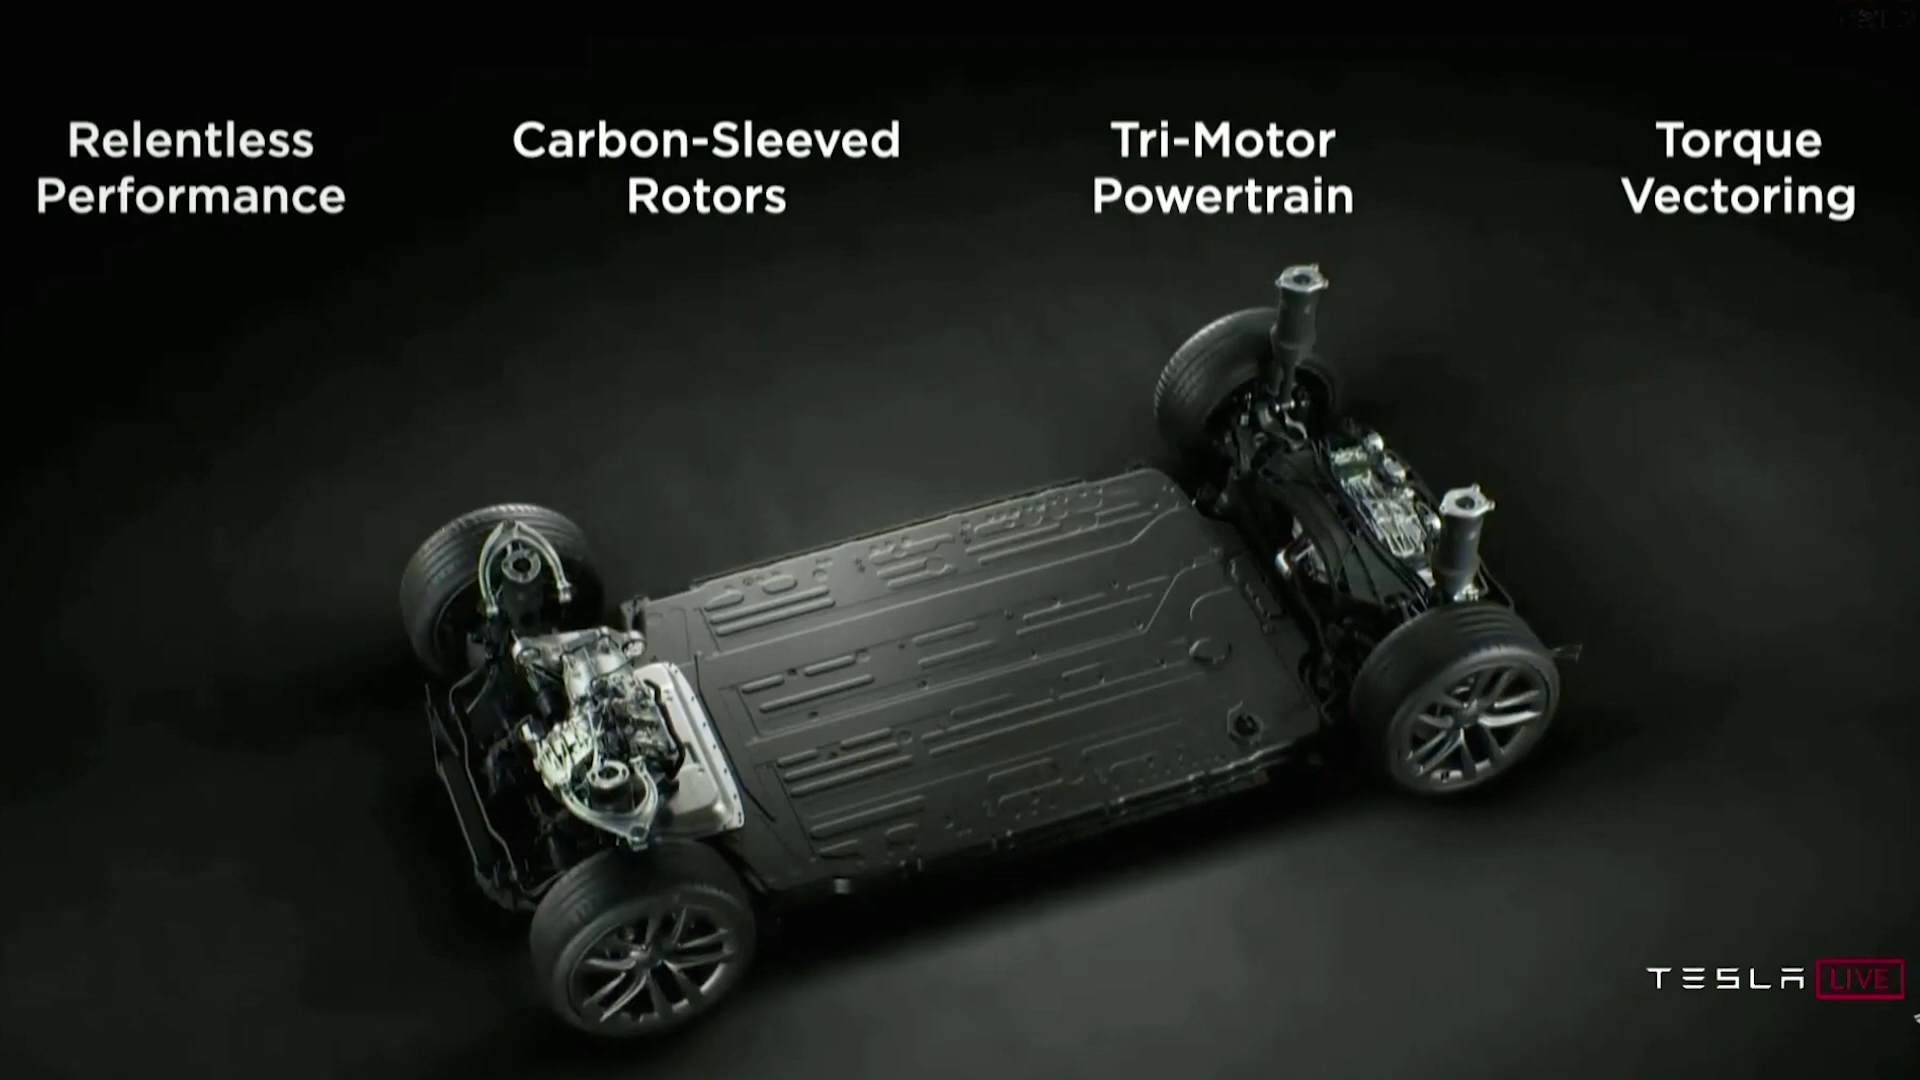 Relentless
Performance
Carbon-Sleeved
Rotors
Tri-Motor
Powertrain
Torque
Vectoring
TESLA LIVE